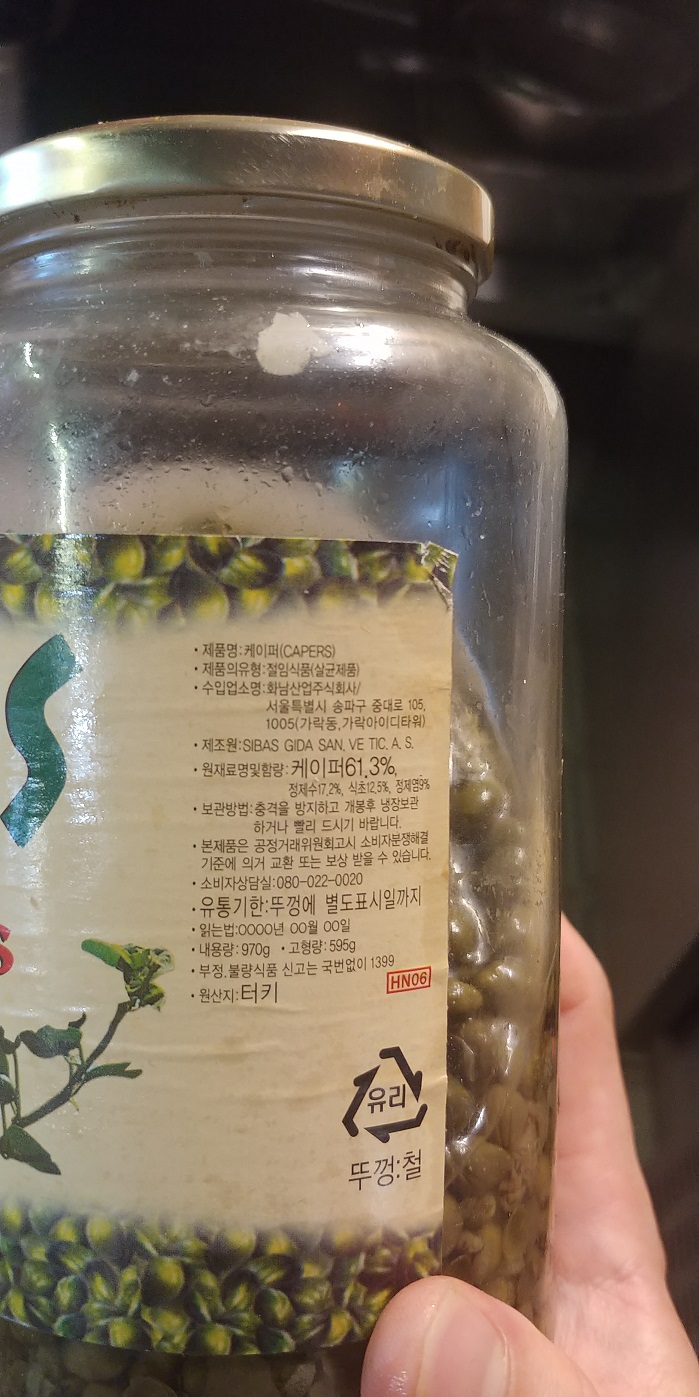 S
S
• 제품명:케이퍼(CAPERS)
• 제품의유형:절임식품(살균제품)
• 수입업소명:화남산업주식회사/
서울특별시 송파구 중대로 105,
1005(가락동,가락아이디타워)
• 제조원:SIBAS GIDA SAN. VE TIC. A. S.
• 원재료명및함량:케이퍼61.3%,
정제수17.2%, 식초12.5%, 정제염9%
• 보관방법:충격을 방지하고 개봉후 냉장보관
하거나 빨리 드시기 바랍니다.
• 본제품은 공정거래위원회고시 소비자분쟁해결
기준에 의거 교환 또는 보상 받을 수 있습니다.
• 소비자상담실:080-022-0020
• 유통기한:뚜껑에 별도표시일까지
• 읽는법:0000년 00월 00일
• 내용량:970g • 고형량:595g
• 부정,불량식품 신고는 국번없이 1399
• 원산지:터키
HN06
유리
뚜껑:철